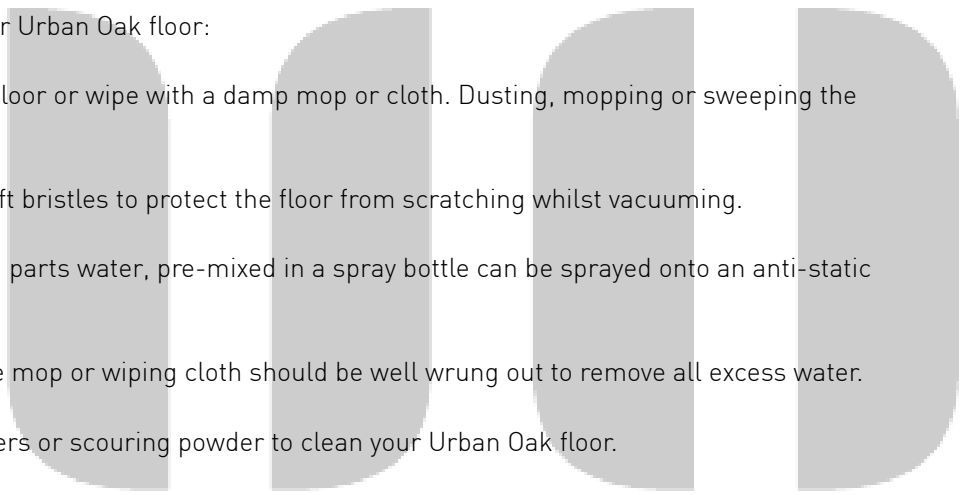 r Urban Oak floor:
loor or wipe with a damp mop or cloth. Dusting, mopping or sweeping the
ft bristles to protect the floor from scratching whilst vacuuming.
parts water, pre-mixed in a spray bottle can be sprayed onto an anti-static
e mop or wiping cloth should be well wrung out to remove all excess water.
ers or scouring powder to clean your Urban Oak floor.